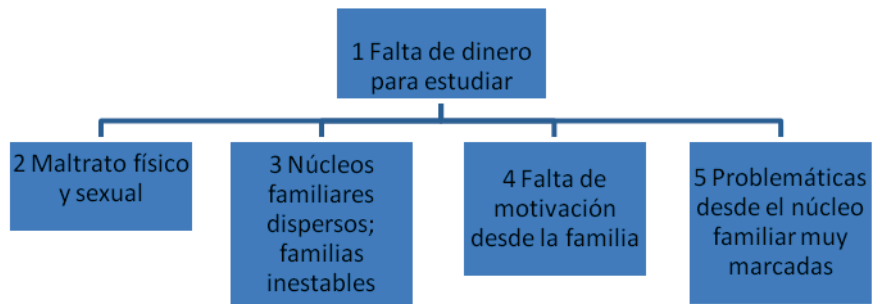 1 Falta de dinero
para estudiar
2 Maltrato físico
y sexual
3 Núcleos
familiares
dispersos;
familias
inestables
4 Falta de
motivación
desde la familia
5 Problemáticas
desde el núcleo
familiar muy
marcadas